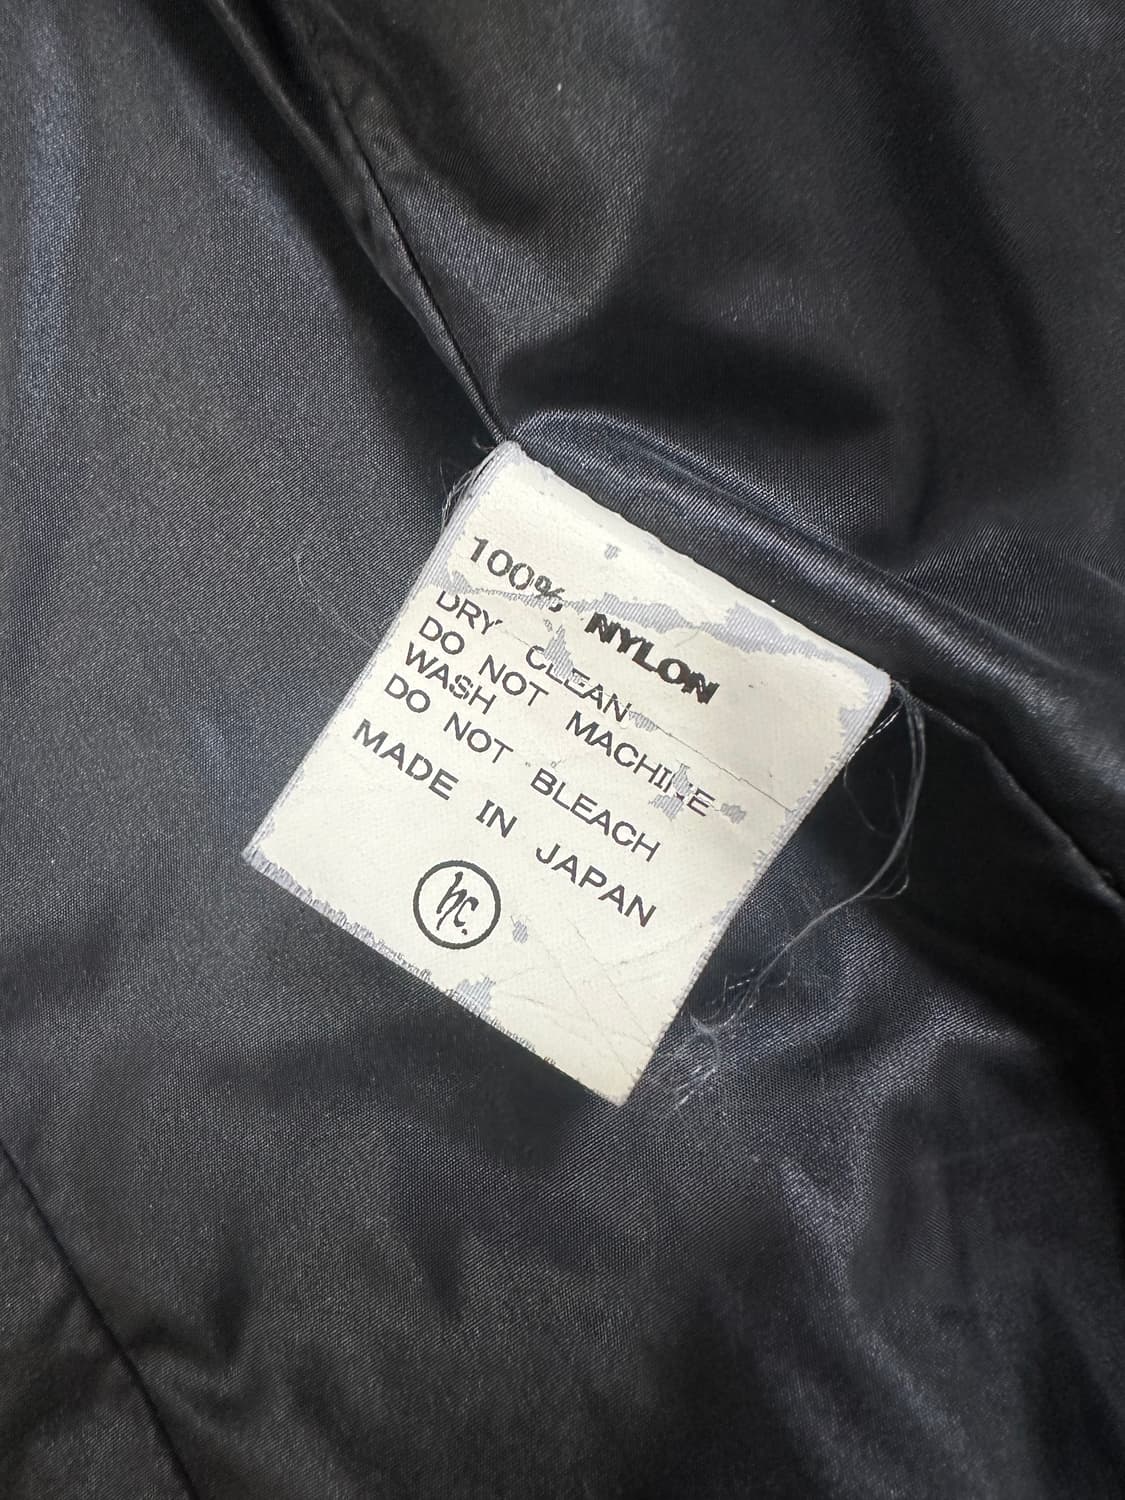 100% NYLON
DRY CLEAN
DO NOT MACHINE
WASH
DO NOT BLEACH
MADE IN JAPAN
hc.